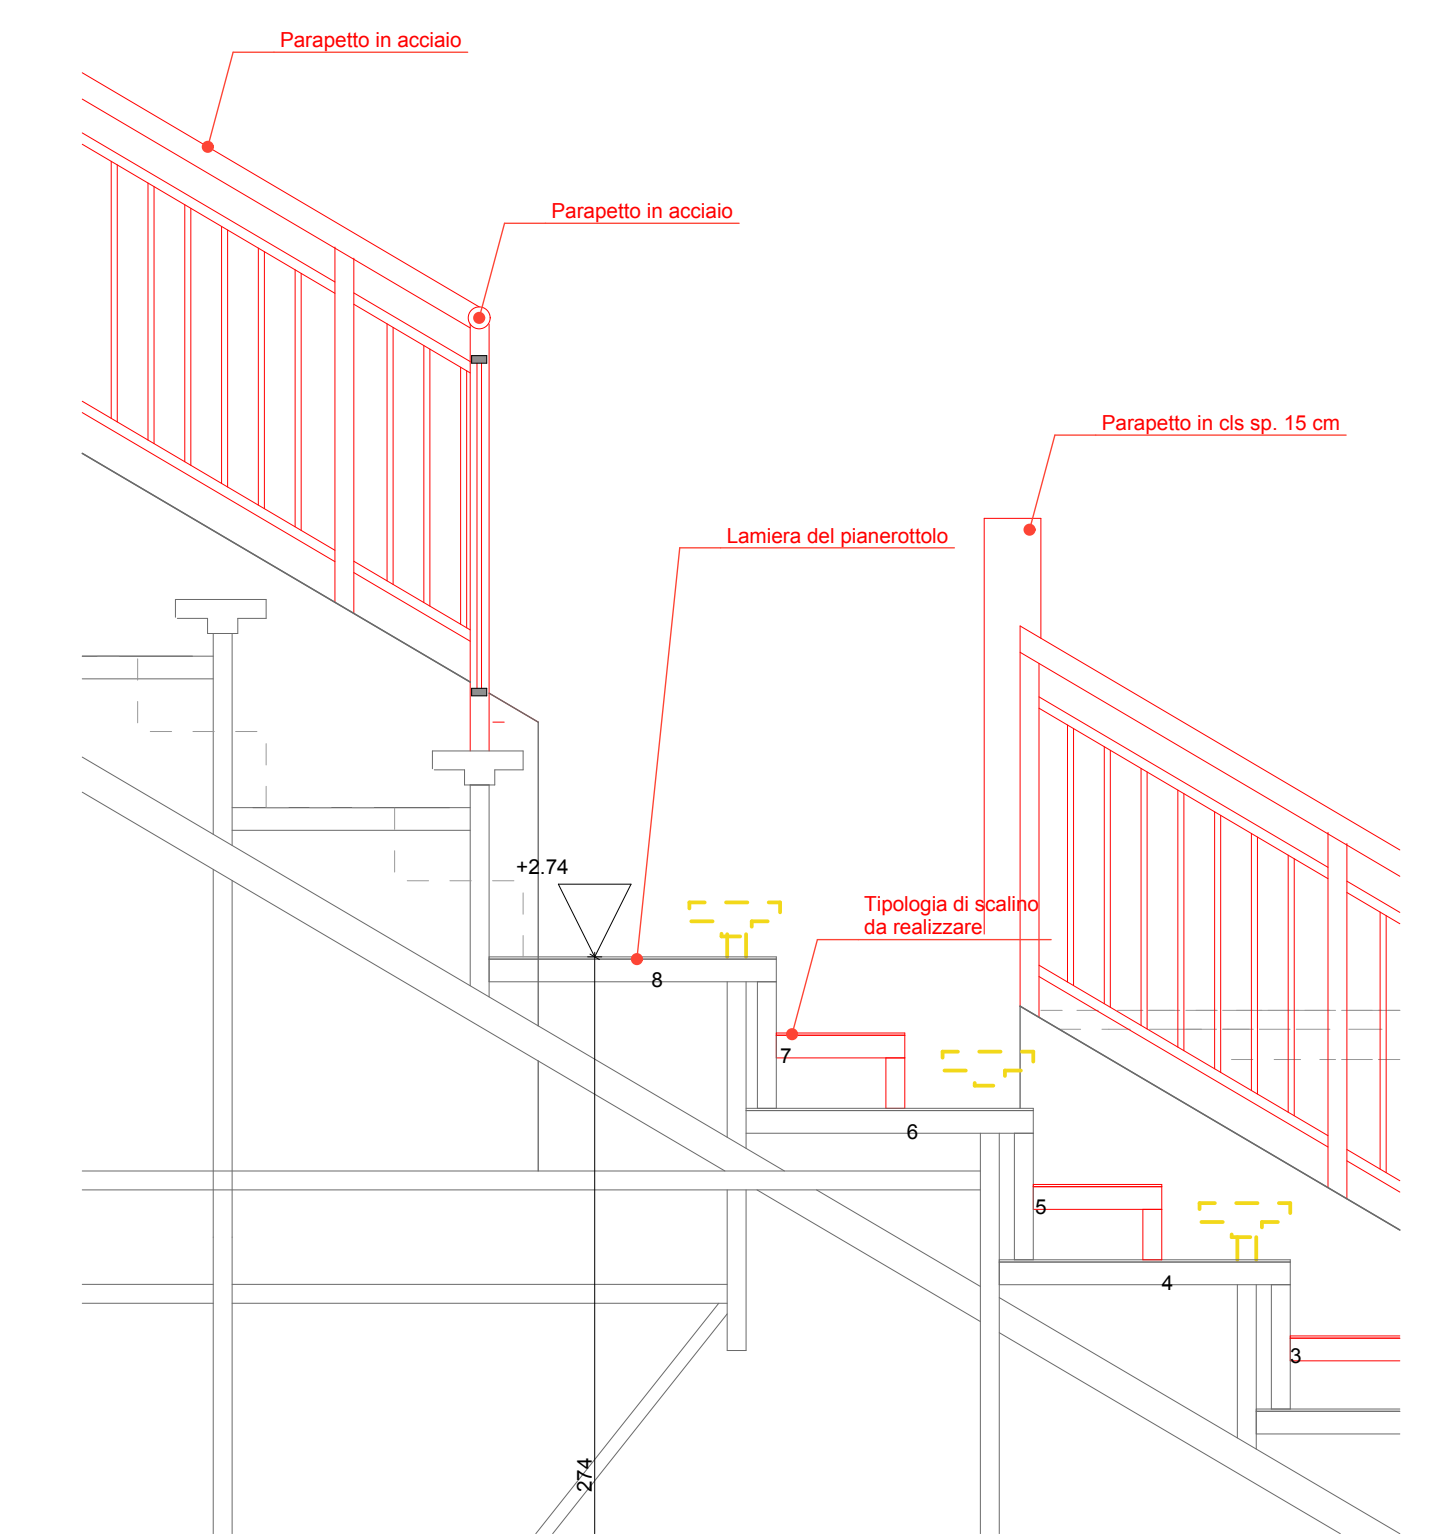 Parapetto in acciaio
Parapetto in acciaio
Parapetto in cls sp. 15 cm
Lamiera del pianerottolo
+2.74
Tipologia di scalino
da realizzare
8
7
6
5
4
3
274